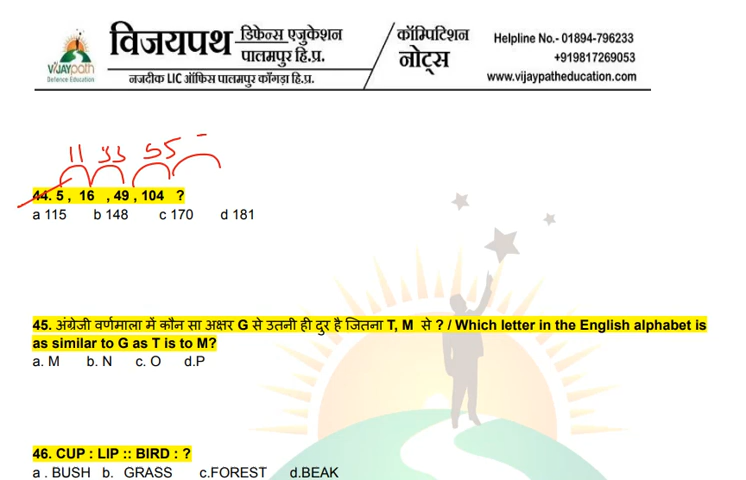 विजयपथ डिफेन्स एजुकेशन
पालमपुर हि.प्र.
नजदीक LIC ऑफिस पालमपुर काँगड़ा हि.प्र.
VIJAYpath
Defence Education
कॉम्पिटिशन
नोट्स
Helpline No.- 01894-796233
+919817269053
www.vijaypatheducation.com
11 33 55
44. 5 , 16 , 49 , 104 ?
a 115 b 148 c 170 d 181
45. अंग्रेजी वर्णमाला में कौन सा अक्षर G से उतनी ही दुर है जितना T, M से ? / Which letter in the English alphabet is
as similar to G as T is to M?
a. M b. N c. O d.P
46. CUP : LIP :: BIRD : ?
a . BUSH b. GRASS c.FOREST d.BEAK